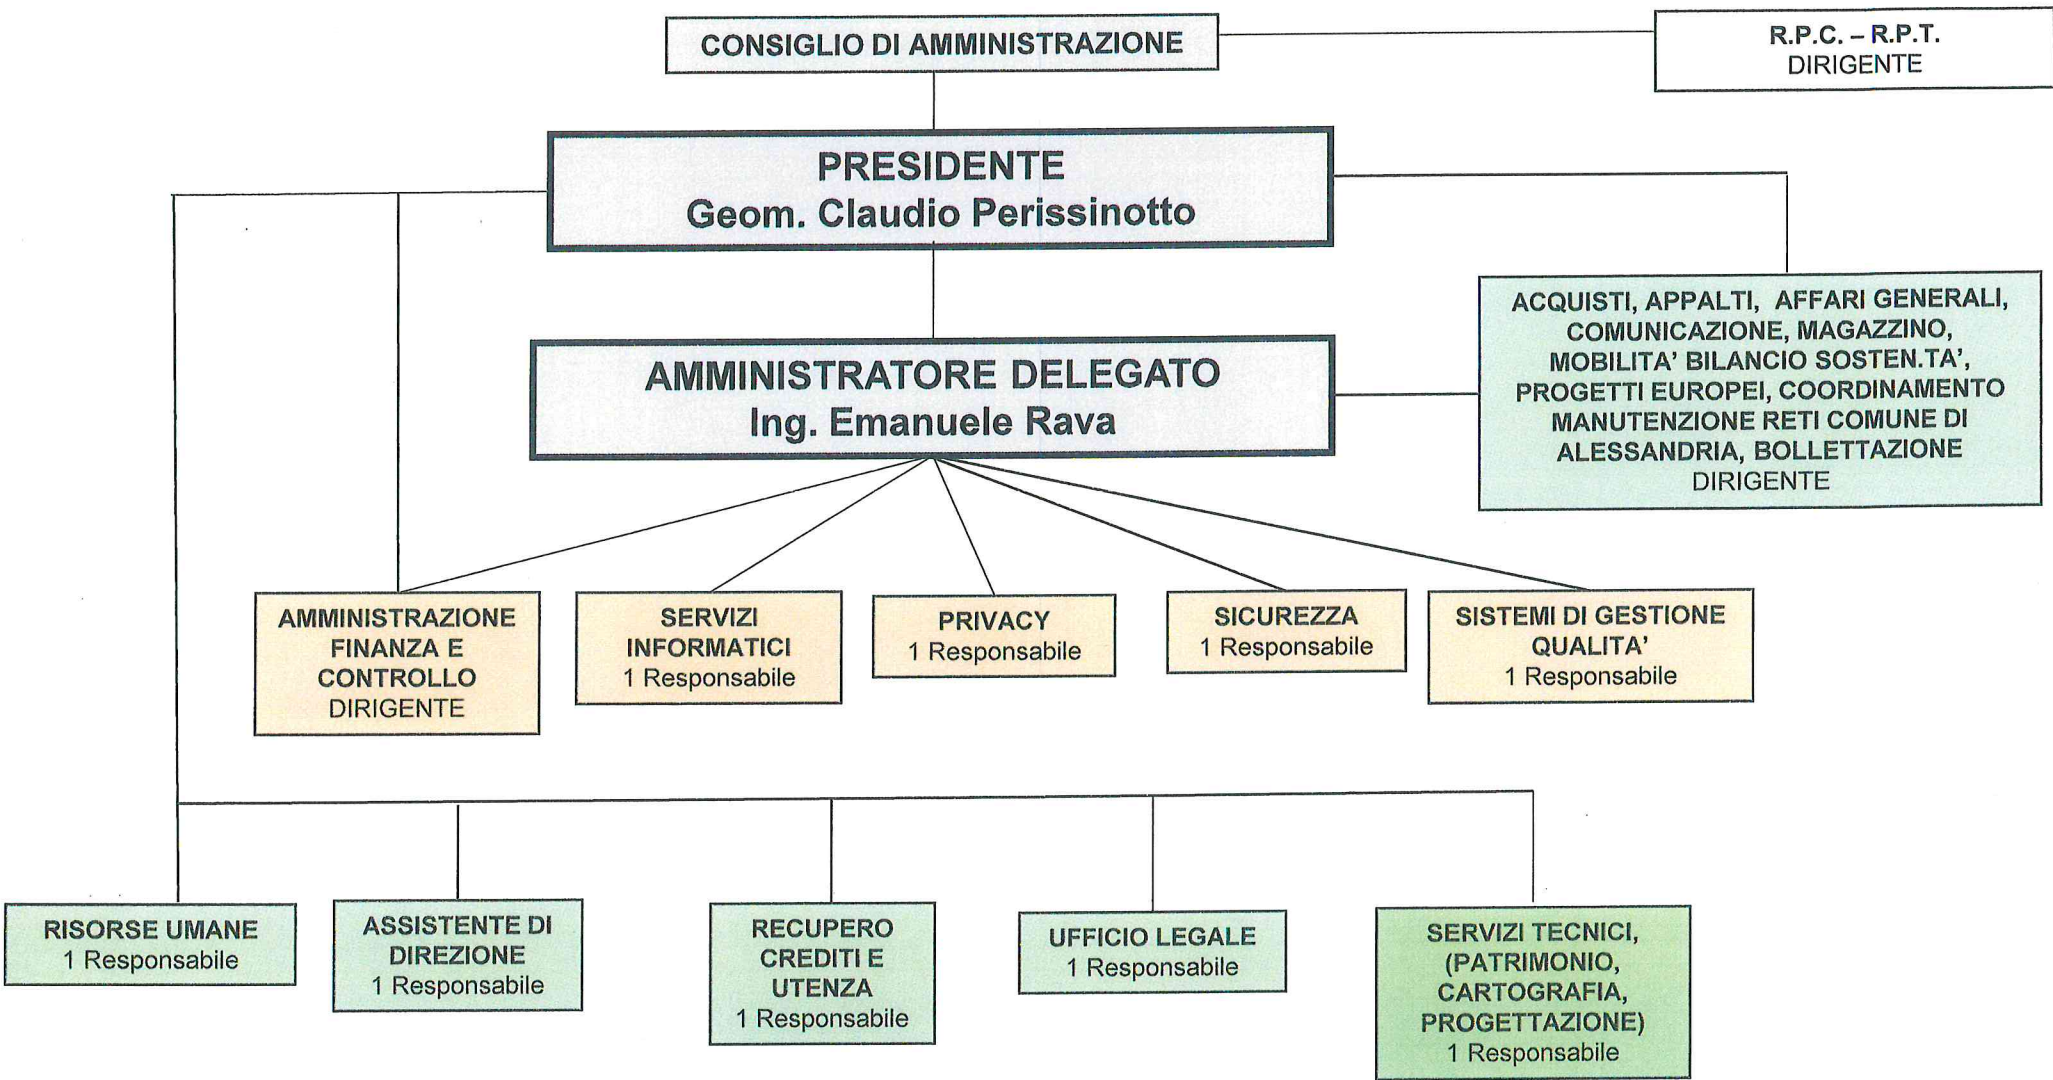 CONSIGLIO DI AMMINISTRAZIONE
R.P.C. – R.P.T.
DIRIGENTE
PRESIDENTE
Geom. Claudio Perissinotto
ACQUISTI, APPALTI, AFFARI GENERALI,
COMUNICAZIONE, MAGAZZINO,
MOBILITA' BILANCIO SOSTEN.TA',
PROGETTI EUROPEI, COORDINAMENTO
MANUTENZIONE RETI COMUNE DI
ALESSANDRIA, BOLLETTAZIONE
DIRIGENTE
AMMINISTRATORE DELEGATO
Ing. Emanuele Rava
AMMINISTRAZIONE
FINANZA E
CONTROLLO
DIRIGENTE
SERVIZI
INFORMATICI
1 Responsabile
PRIVACY
1 Responsabile
SICUREZZA
1 Responsabile
SISTEMI DI GESTIONE
QUALITA'
1 Responsabile
RISORSE UMANE
1 Responsabile
ASSISTENTE DI
DIREZIONE
1 Responsabile
RECUPERO
CREDITI E
UTENZA
1 Responsabile
UFFICIO LEGALE
1 Responsabile
SERVIZI TECNICI,
(PATRIMONIO,
CARTOGRAFIA,
PROGETTAZIONE)
1 Responsabile